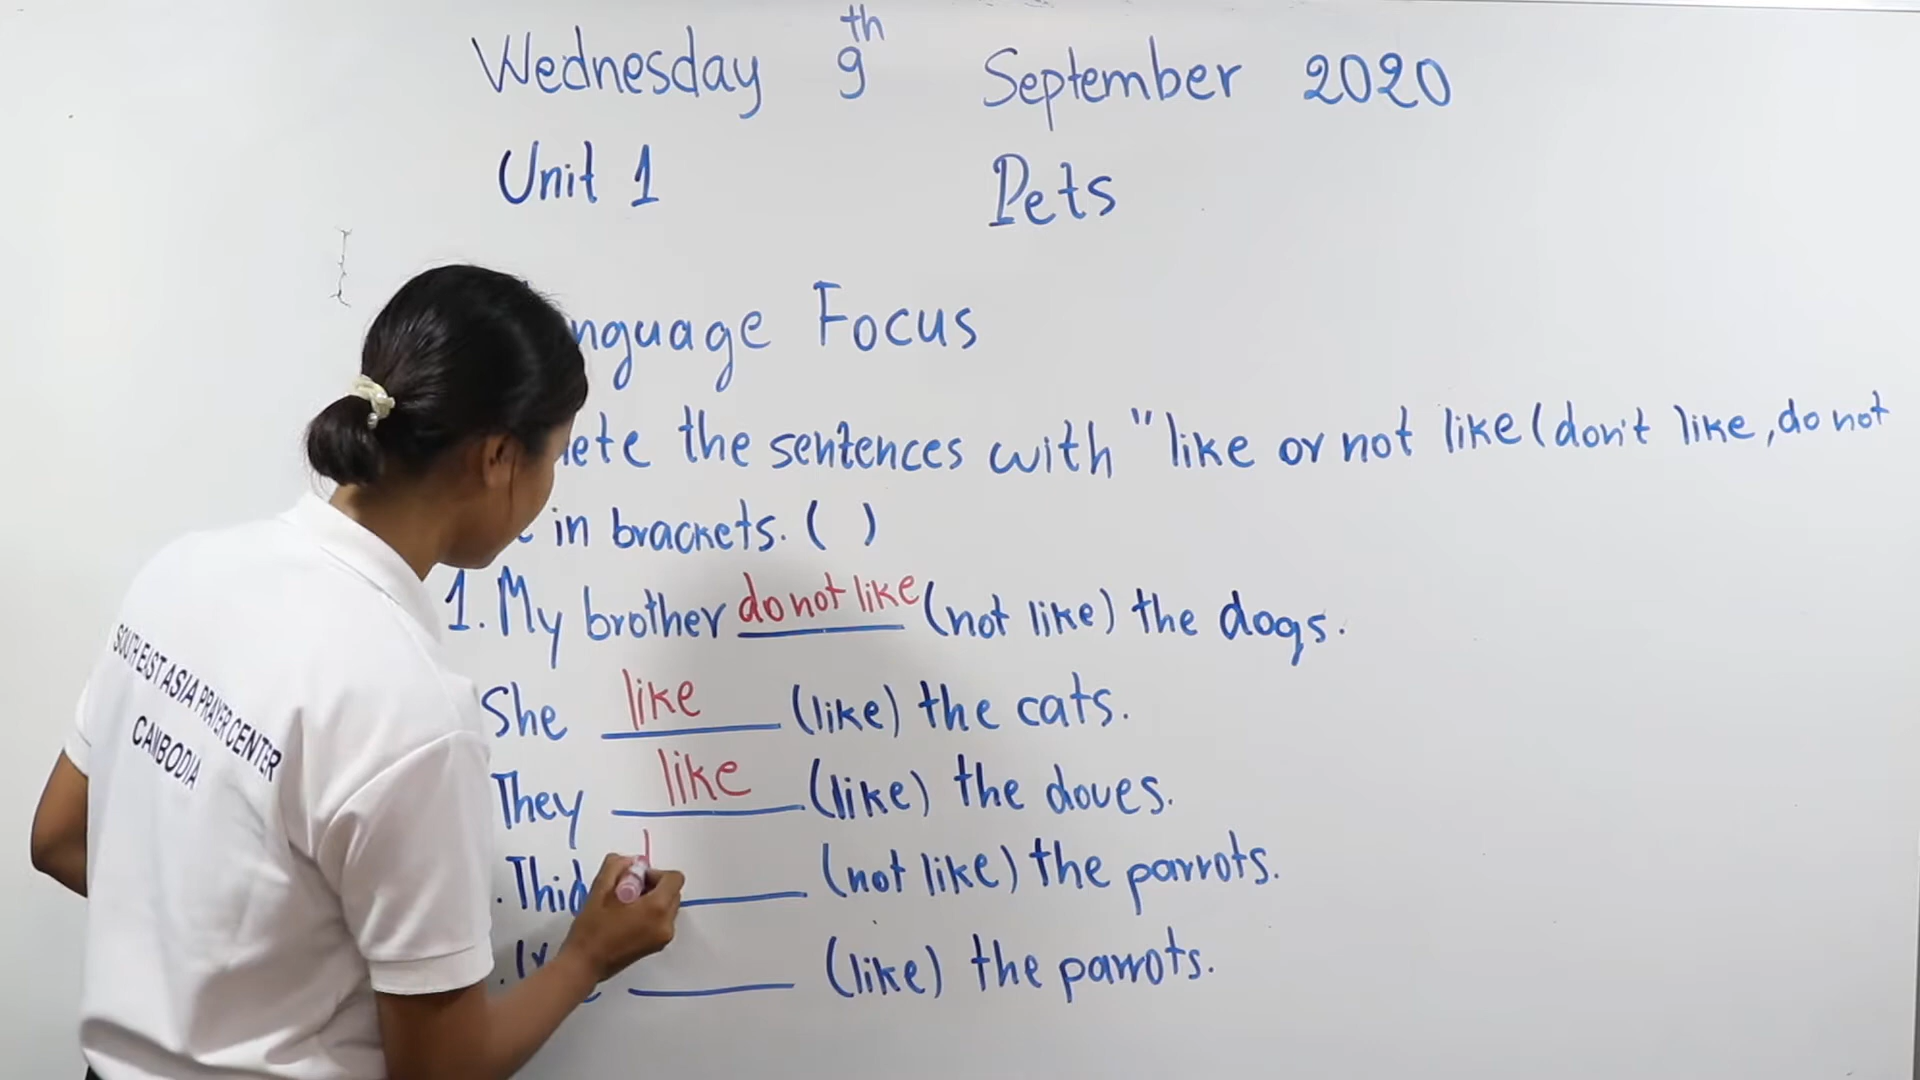 Wednesday 9th September 2020
Unit 1 Pets
nguage Focus
ete the sentences with "like or not like (don't like, do not
in brackets. ( )
1. My brother do not like (not like) the dogs.
She like (like) the cats.
They like (like) the doves.
(not like) the parrots.
(like) the parrots.
SOUTH EAST ASIA PRAYER CENTER
CAMBODIA